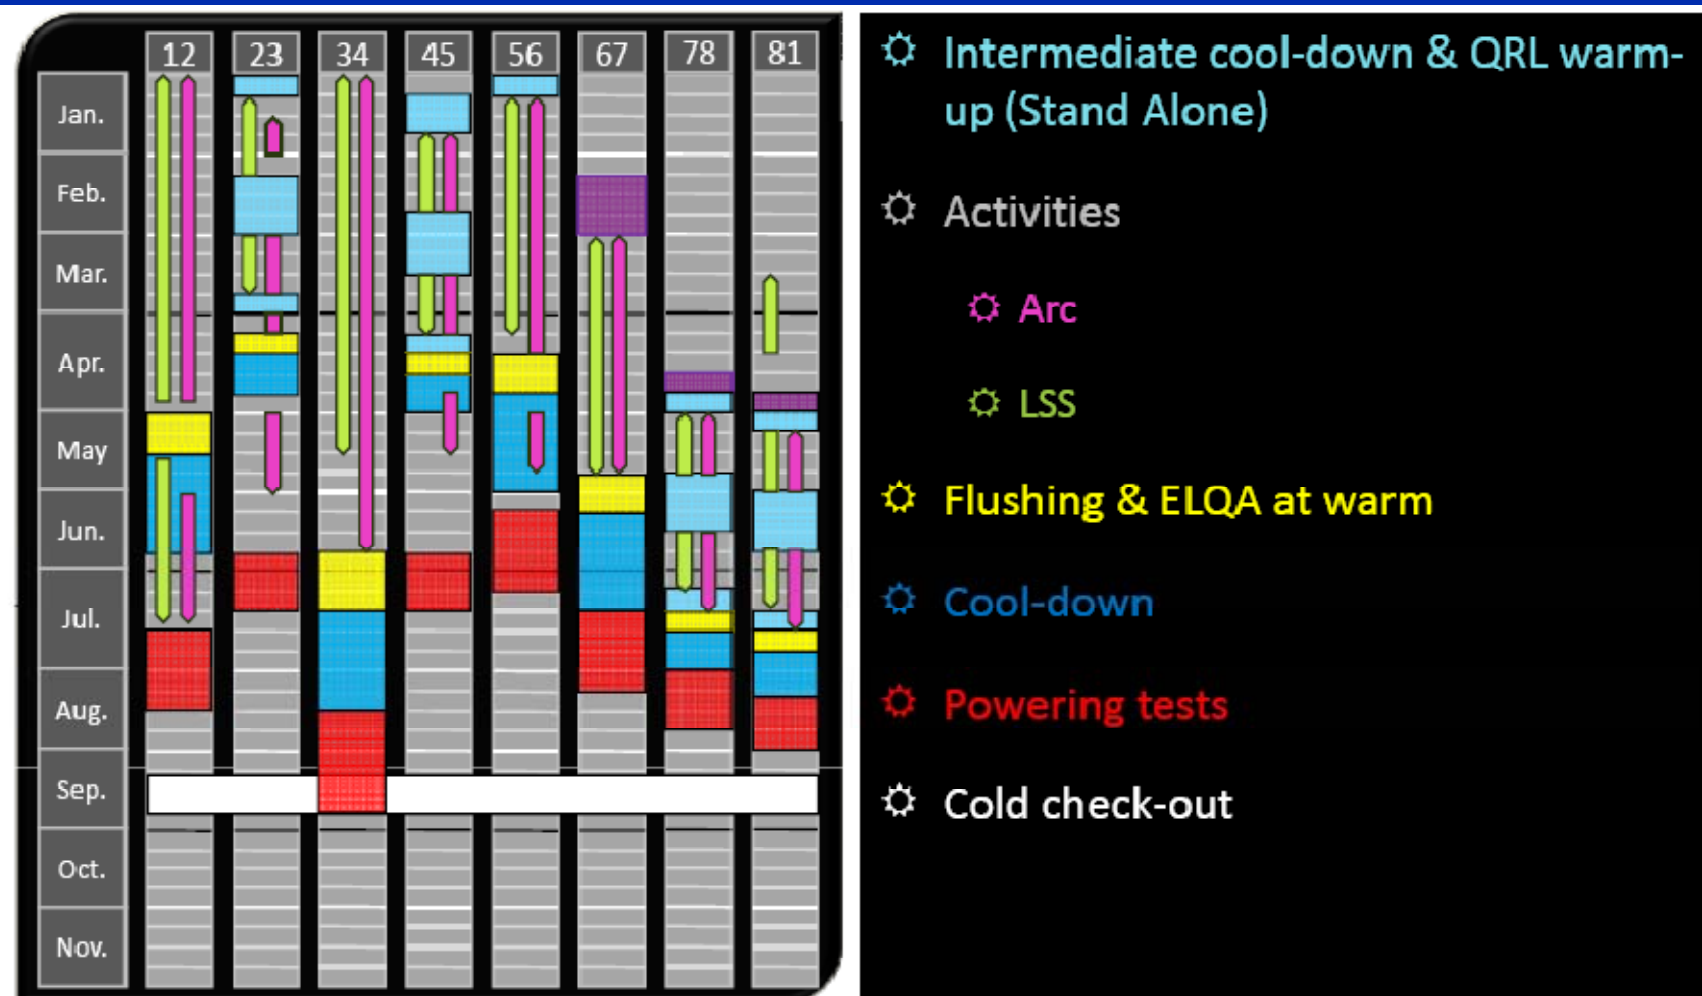 12 23 34 45 56 67 78 81
Jan.
Feb.
Mar.
Apr.
May
Jun.
Jul.
Aug.
Sep.
Oct.
Nov.
Intermediate cool-down & QRL warm-
up (Stand Alone)
Activities
Arc
LSS
Flushing & ELQA at warm
Cool-down
Powering tests
Cold check-out